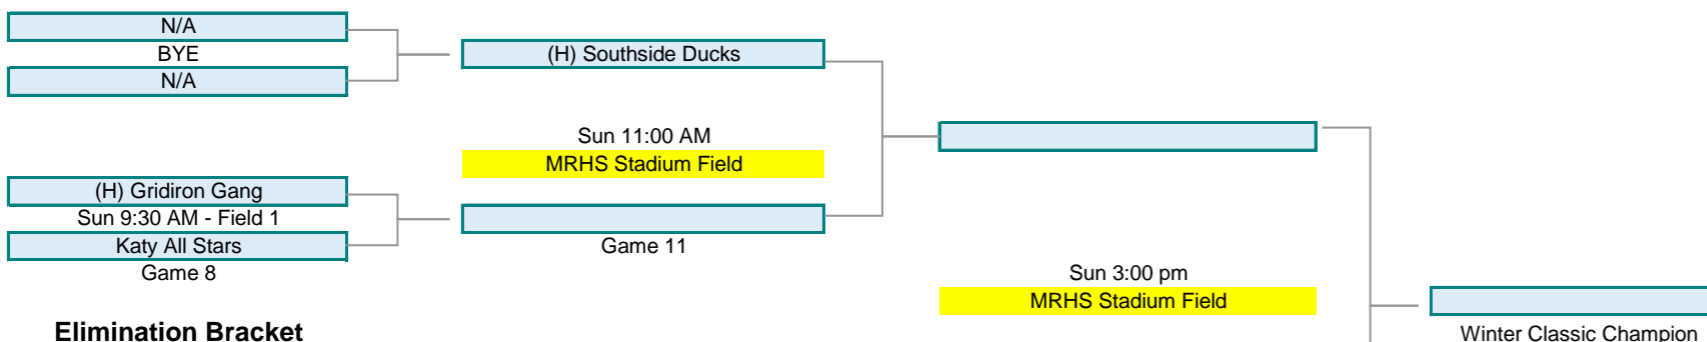 N/A
BYE
N/A
(H) Southside Ducks
Sun 11:00 AM
MRHS Stadium Field
(H) Gridiron Gang
Sun 9:30 AM - Field 1
Katy All Stars
Game 8
Game 11
Sun 3:00 pm
MRHS Stadium Field
Elimination Bracket
Winter Classic Champion